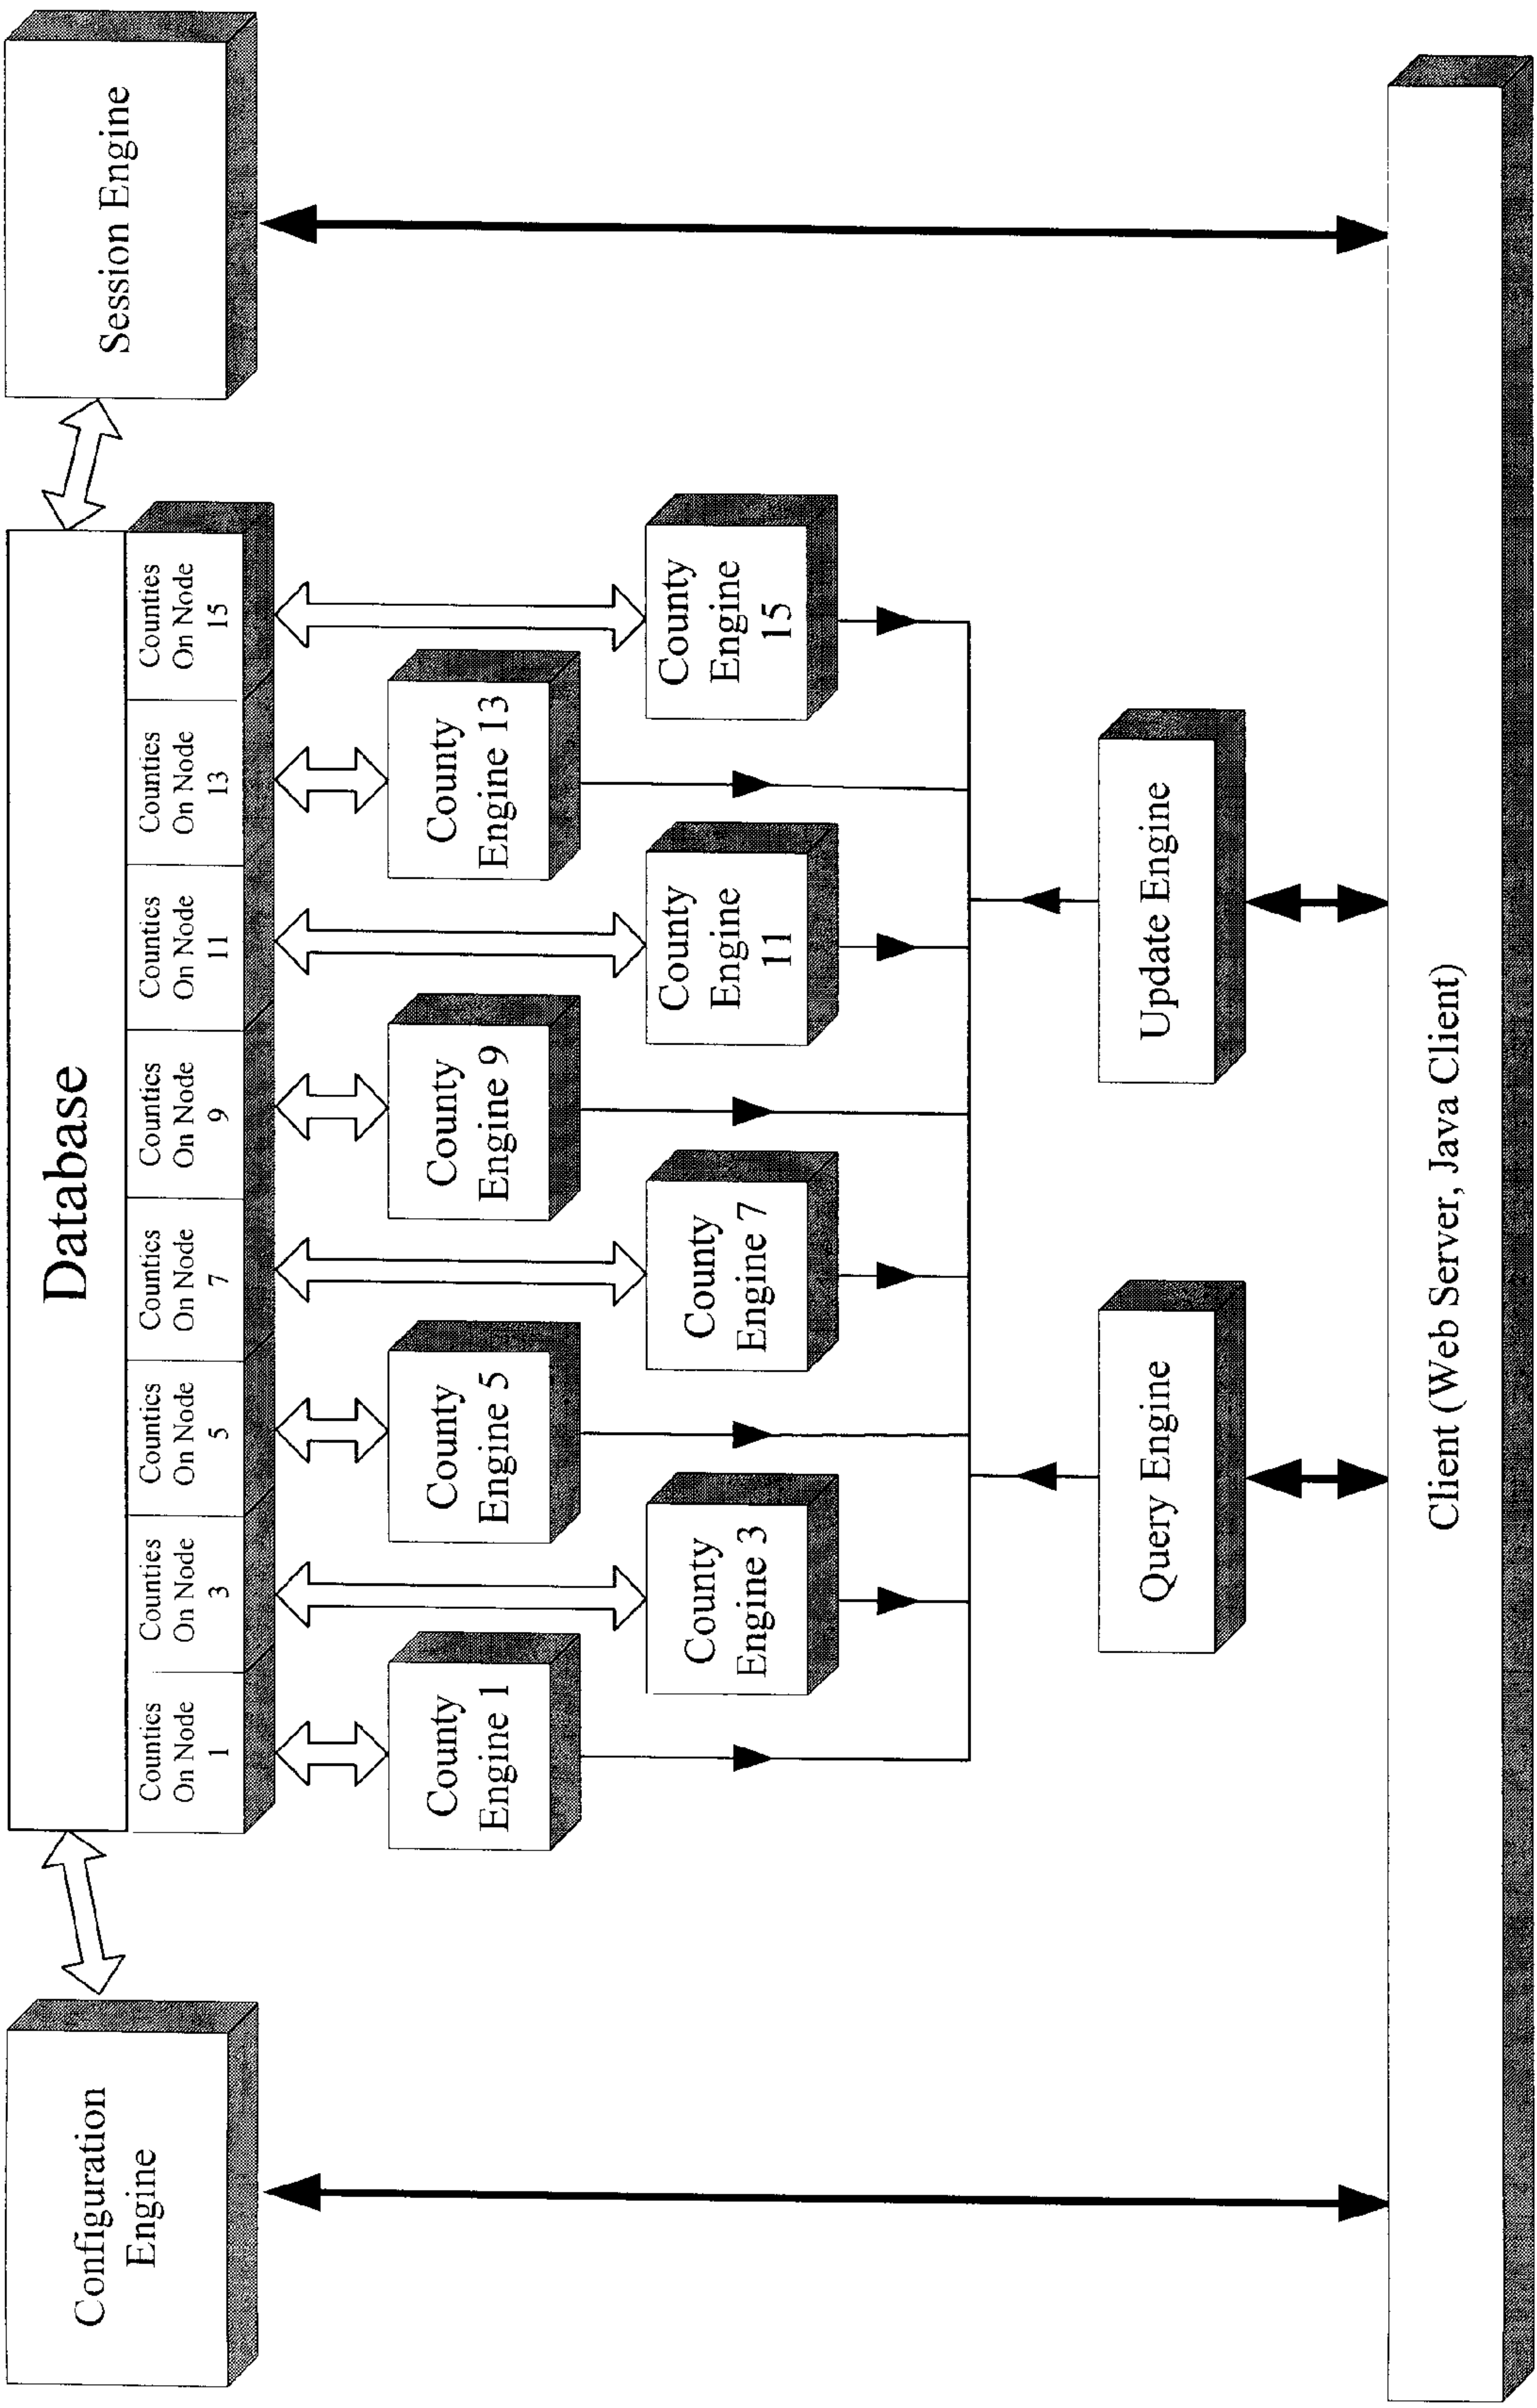 Configuration
Engine
Database
Session Engine
Counties
On Node
1
Counties
On Node
3
Counties
On Node
5
Counties
On Node
7
Counties
On Node
9
Counties
On Node
11
Counties
On Node
13
Counties
On Node
15
County
Engine 1
County
Engine 5
County
Engine 9
County
Engine 13
County
Engine 3
County
Engine 7
County
Engine
11
County
Engine
15
Query Engine
Update Engine
Client (Web Server, Java Client)